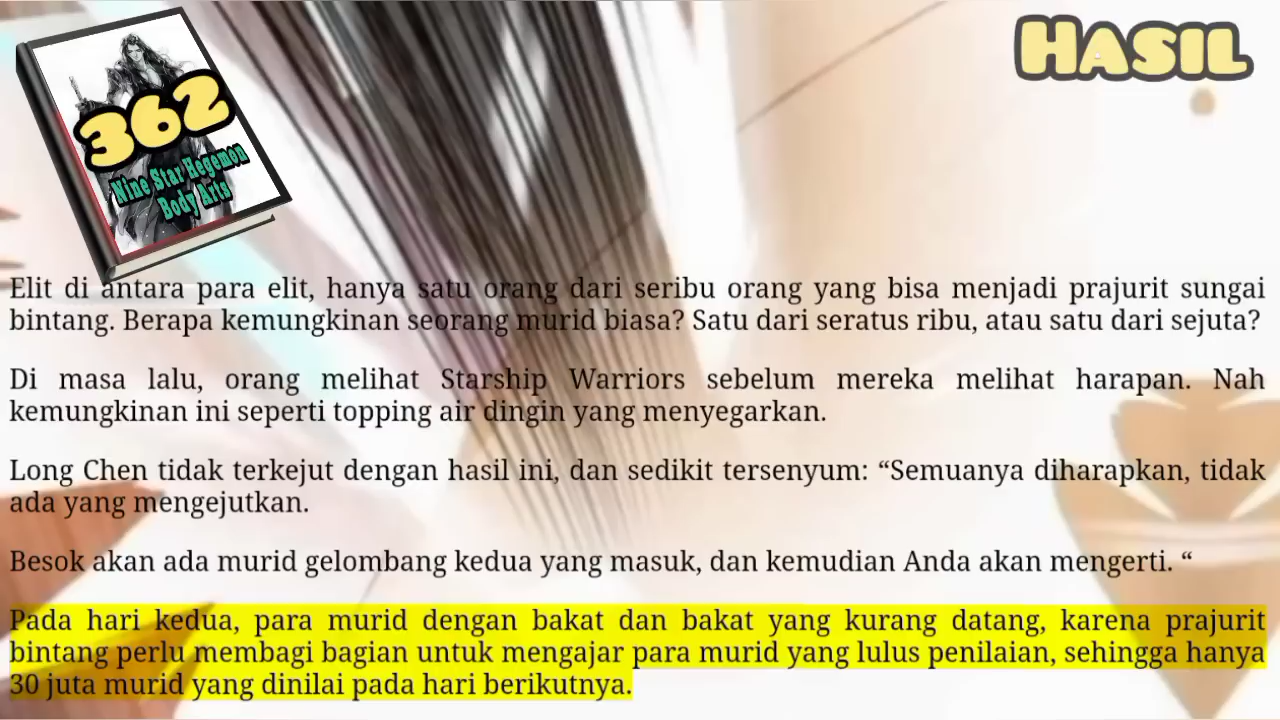 HASIL
362
Nine Star Hegemon
Body Arts
Elit di antara para elit, hanya satu orang dari seribu orang yang bisa menjadi prajurit sungai
bintang. Berapa kemungkinan seorang murid biasa? Satu dari seratus ribu, atau satu dari sejuta?
Di masa lalu, orang melihat Starship Warriors sebelum mereka melihat harapan. Nah
kemungkinan ini seperti topping air dingin yang menyegarkan.
Long Chen tidak terkejut dengan hasil ini, dan sedikit tersenyum: “Semuanya diharapkan, tidak
ada yang mengejutkan.
Besok akan ada murid gelombang kedua yang masuk, dan kemudian Anda akan mengerti. “
Pada hari kedua, para murid dengan bakat dan bakat yang kurang datang, karena prajurit
bintang perlu membagi bagian untuk mengajar para murid yang lulus penilaian, sehingga hanya
30 juta murid yang dinilai pada hari berikutnya.